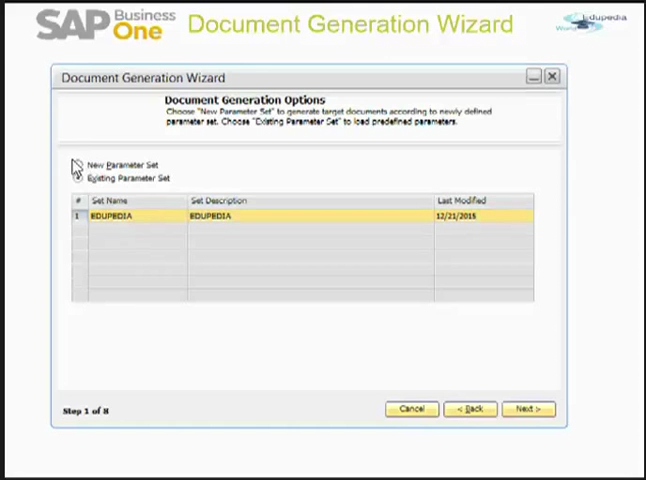 SAP Business One Document Generation Wizard
Edupedia World
Document Generation Wizard
Document Generation Options
Choose "New Parameter Set" to generate target documents according to newly defined
parameter set. Choose "Existing Parameter Set" to load predefined parameters.
New Parameter Set
Existing Parameter Set
# Set Name Set Description Last Modified
1 EDUPEDIA EDUPEDIA 12/21/2015
Step 1 of 8 Cancel < Back Next >